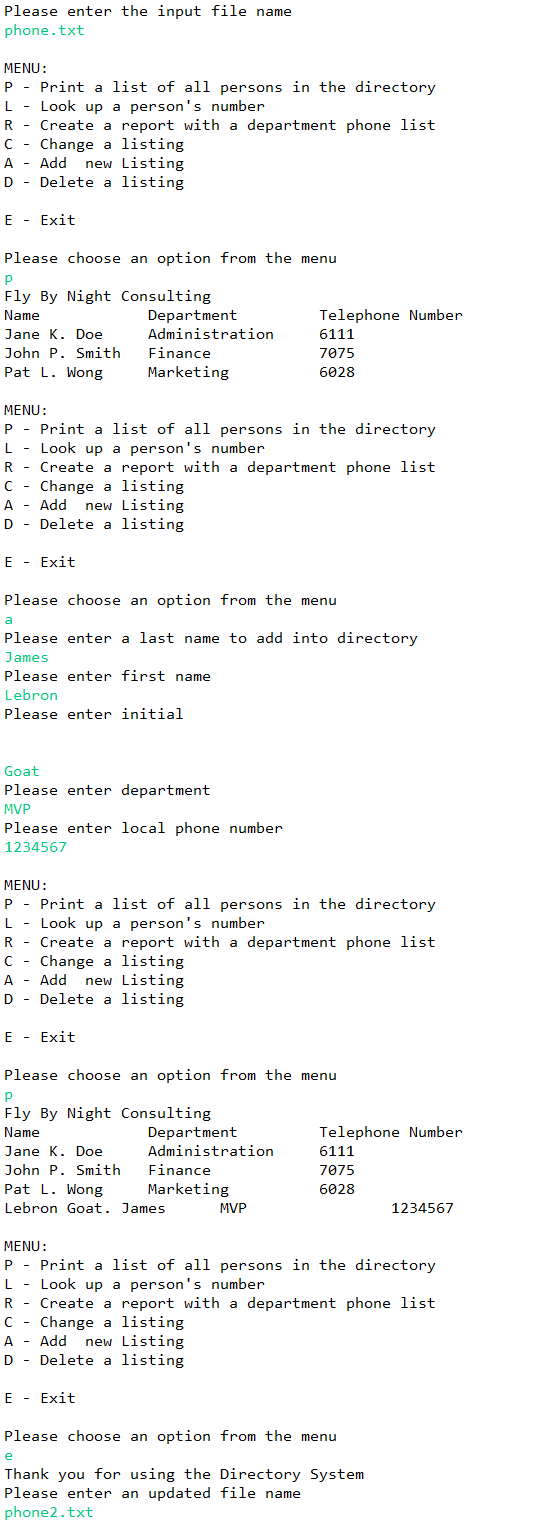 Please enter the input file name
phone.txt
MENU:
P - Print a list of all persons in the directory
L - Look up a person's number
R - Create a report with a department phone list
C - Change a listing
A - Add  new Listing
D - Delete a listing
E - Exit
Please choose an option from the menu
p
Fly By Night Consulting
Name            Department         Telephone Number
Jane K. Doe     Administration     6111
John P. Smith   Finance            7075
Pat L. Wong     Marketing          6028
MENU:
P - Print a list of all persons in the directory
L - Look up a person's number
R - Create a report with a department phone list
C - Change a listing
A - Add  new Listing
D - Delete a listing
E - Exit
Please choose an option from the menu
a
Please enter a last name to add into directory
James
Please enter first name
Lebron
Please enter initial
Goat
Please enter department
MVP
Please enter local phone number
1234567
MENU:
P - Print a list of all persons in the directory
L - Look up a person's number
R - Create a report with a department phone list
C - Change a listing
A - Add  new Listing
D - Delete a listing
E - Exit
Please choose an option from the menu
p
Fly By Night Consulting
Name            Department         Telephone Number
Jane K. Doe     Administration     6111
John P. Smith   Finance            7075
Pat L. Wong     Marketing          6028
Lebron Goat. James      MVP                1234567
MENU:
P - Print a list of all persons in the directory
L - Look up a person's number
R - Create a report with a department phone list
C - Change a listing
A - Add  new Listing
D - Delete a listing
E - Exit
Please choose an option from the menu
e
Thank you for using the Directory System
Please enter an updated file name
phone2.txt